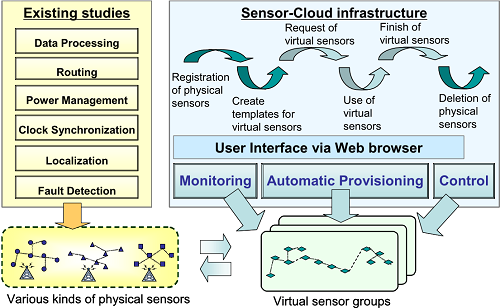 Existing studies
Data Processing
Routing
Power Management
Clock Synchronization
Localization
Fault Detection
Various kinds of physical sensors
Sensor-Cloud infrastructure
Registration
of physical
sensors
Create
templates for
virtual sensors
Request of
virtual sensors
Use of
virtual
sensors
Finish of
virtual sensors
Deletion of
physical
sensors
User Interface via Web browser
Monitoring
Automatic Provisioning
Control
Virtual sensor groups